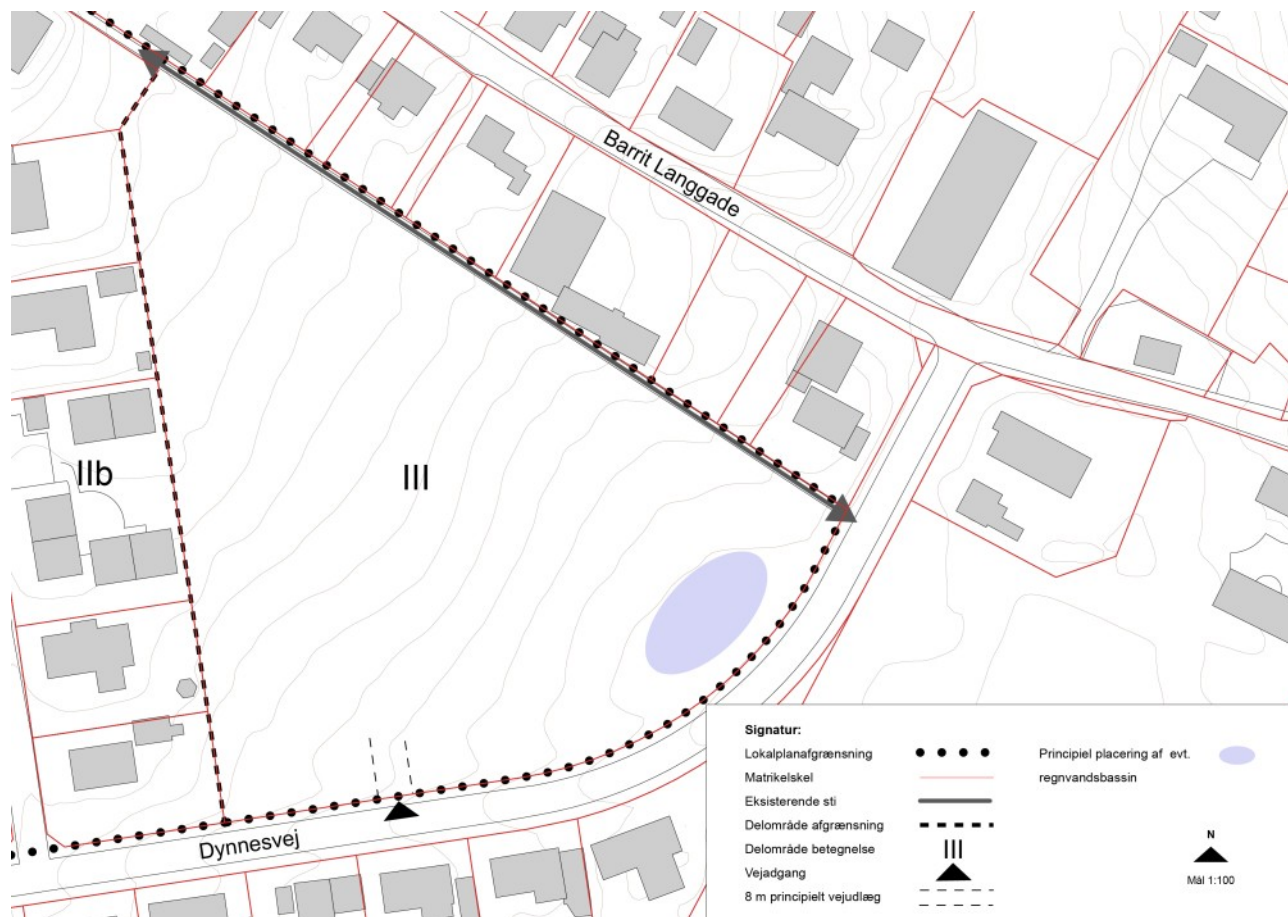 Barrit Langgade
IIb
III
Dynnesvej
Signatur:
Lokalplanafgrænsning
Matrikelskel
Eksisterende sti
Delområde afgrænsning
Delområde betegnelse III
Vejadgang
8 m principielt vejudlæg
Principiel placering af evt.
regnvandsbassin
N
Mål 1:100